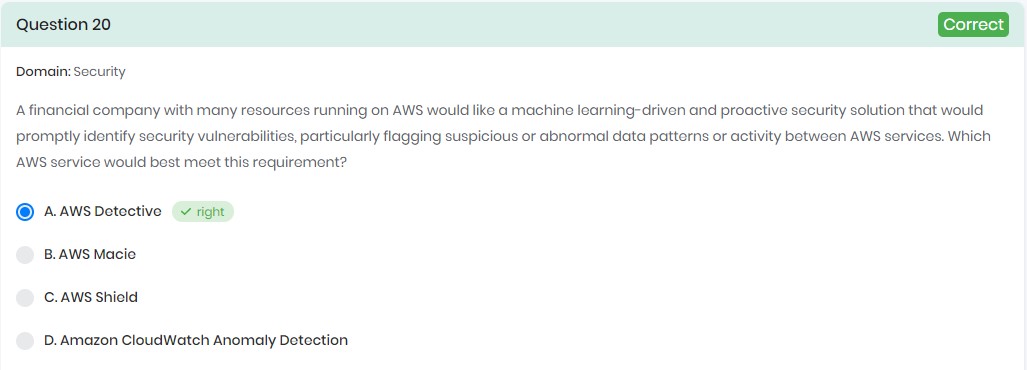 Question 20
Correct
Domain: Security
A financial company with many resources running on AWS would like a machine learning-driven and proactive security solution that would
promptly identify security vulnerabilities, particularly flagging suspicious or abnormal data patterns or activity between AWS services. Which
AWS service would best meet this requirement?
A. AWS Detective
right
B. AWS Macie
C. AWS Shield
D. Amazon CloudWatch Anomaly Detection